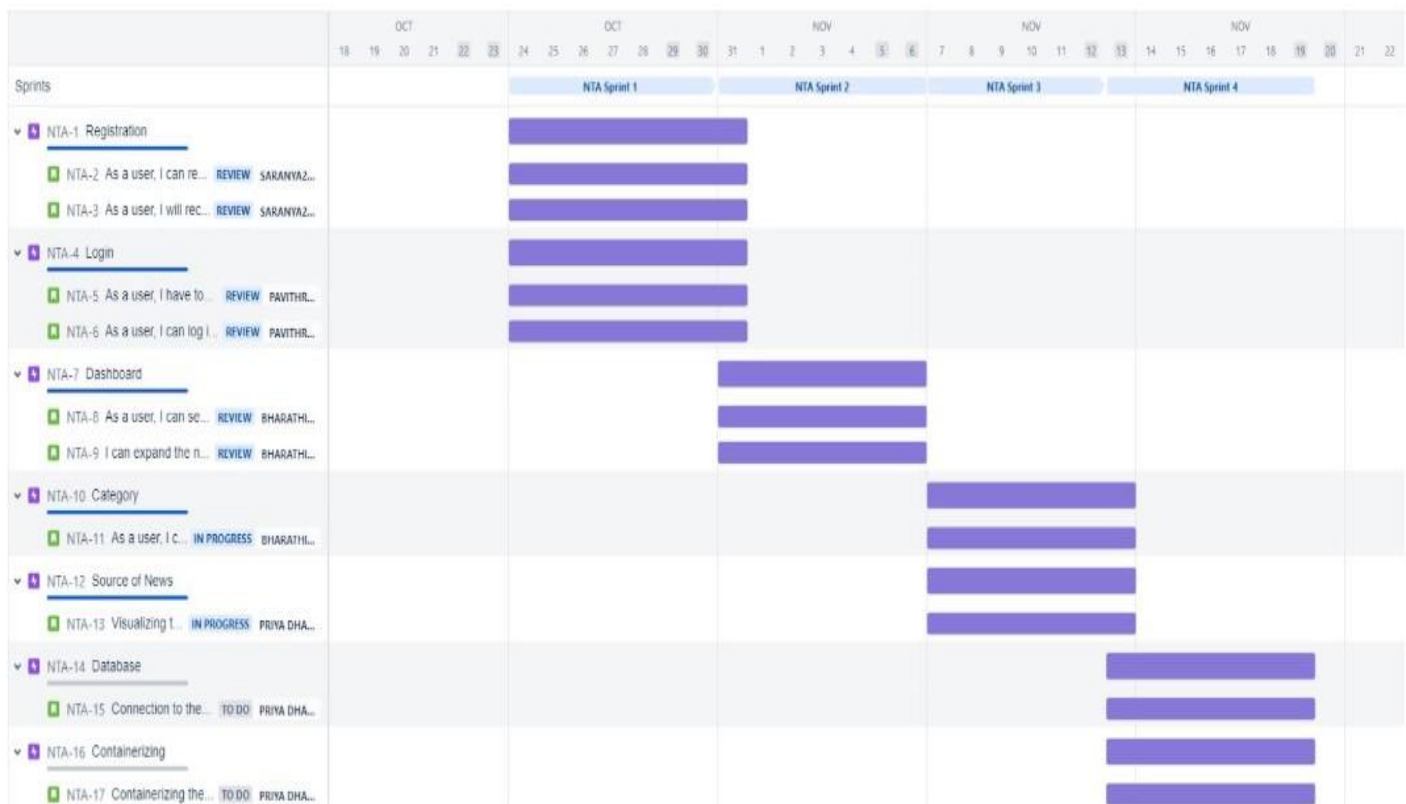 OCT OCT NOV NOV NOV
18 19 20 21 22 23 24 25 26 27 28 29 30 31 1 2 3 4 5 6 7 8 9 10 11 12 13 14 15 16 17 18 19 20 21 22
Sprints NTA Sprint 1 NTA Sprint 2 NTA Sprint 3 NTA Sprint 4
NTA-1 Registration
NTA-2 As a user, I can re... REVIEW SARANYA2...
NTA-3 As a user, I will rec... REVIEW SARANYA2...
NTA-4 Login
NTA-5 As a user, I have to... REVIEW PAVITHR...
NTA-6 As a user, I can log i... REVIEW PAVITHR...
NTA-7 Dashboard
NTA-8 As a user, I can se... REVIEW BHARATHI...
NTA-9 I can expand the n... REVIEW BHARATHI...
NTA-10 Category
NTA-11 As a user, I c... IN PROGRESS BHARATHI...
NTA-12 Source of News
NTA-13 Visualizing t... IN PROGRESS PRIYA DHA...
NTA-14 Database
NTA-15 Connection to the... TO DO PRIYA DHA...
NTA-16 Containerizing
NTA-17 Containerizing the... TO DO PRIYA DHA...